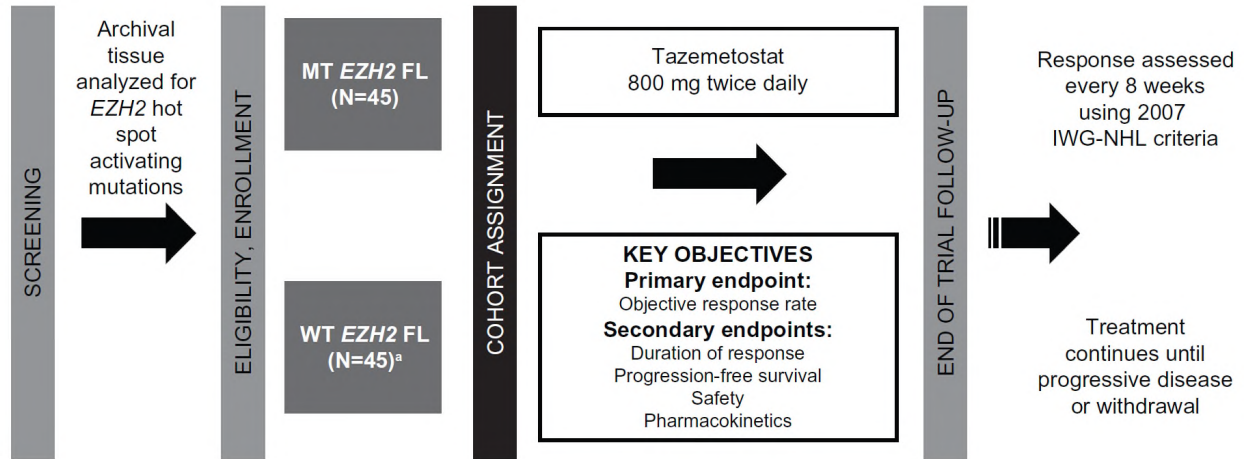 SCREENING
Archival
tissue
analyzed for
EZH2 hot
spot
activating
mutations
ELIGIBILITY, ENROLLMENT
MT EZH2 FL
(N=45)
WT EZH2 FL
(N=45)a
COHORT ASSIGNMENT
Tazemetostat
800 mg twice daily
KEY OBJECTIVES
Primary endpoint:
Objective response rate
Secondary endpoints:
Duration of response
Progression-free survival
Safety
Pharmacokinetics
END OF TRIAL FOLLOW-UP
Response assessed
every 8 weeks
using 2007
IWG-NHL criteria
Treatment
continues until
progressive disease
or withdrawal